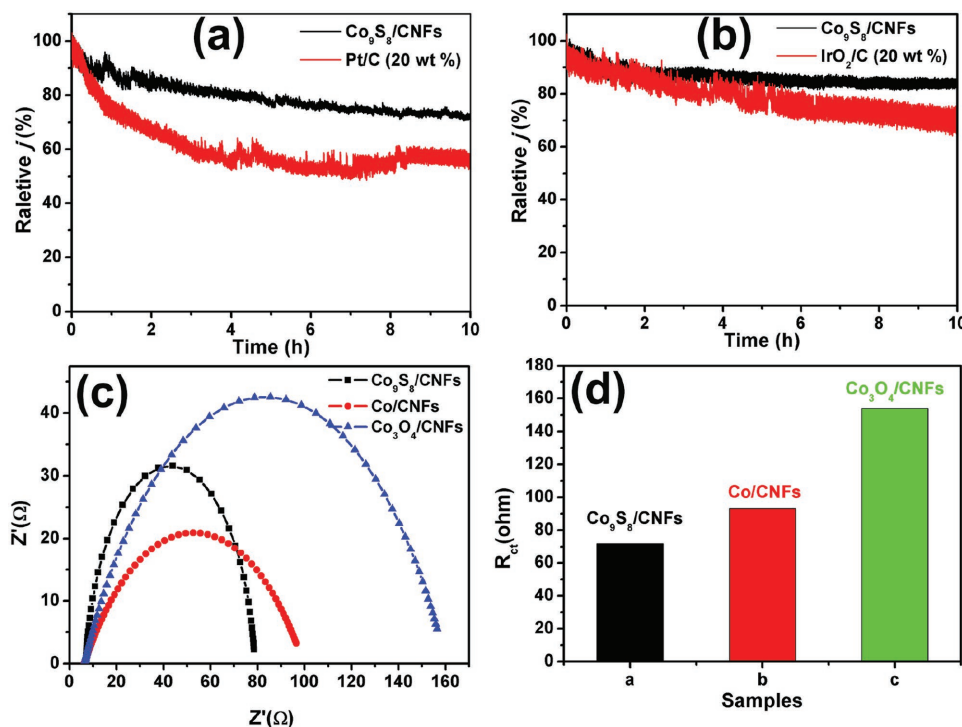 (a)
Co₉S₈/CNFs
Pt/C (20 wt %)
Raletive j (%)
100
80
60
40
20
0
0 2 4 6 8 10
Time (h)
(b)
Co₉S₈/CNFs
IrO₂/C (20 wt %)
Raletive j (%)
100
80
60
40
20
0
0 2 4 6 8 10
Time (h)
(c)
Co₉S₈/CNFs
Co/CNFs
Co₃O₄/CNFs
Z'(Ω)
40
30
20
10
0
0 20 40 60 80 100 120 140 160
Z'(Ω)
(d)
Co₃O₄/CNFs
Co/CNFs
Co₉S₈/CNFs
R_ct(ohm)
180
160
140
120
100
80
60
40
20
0
a b c
Samples